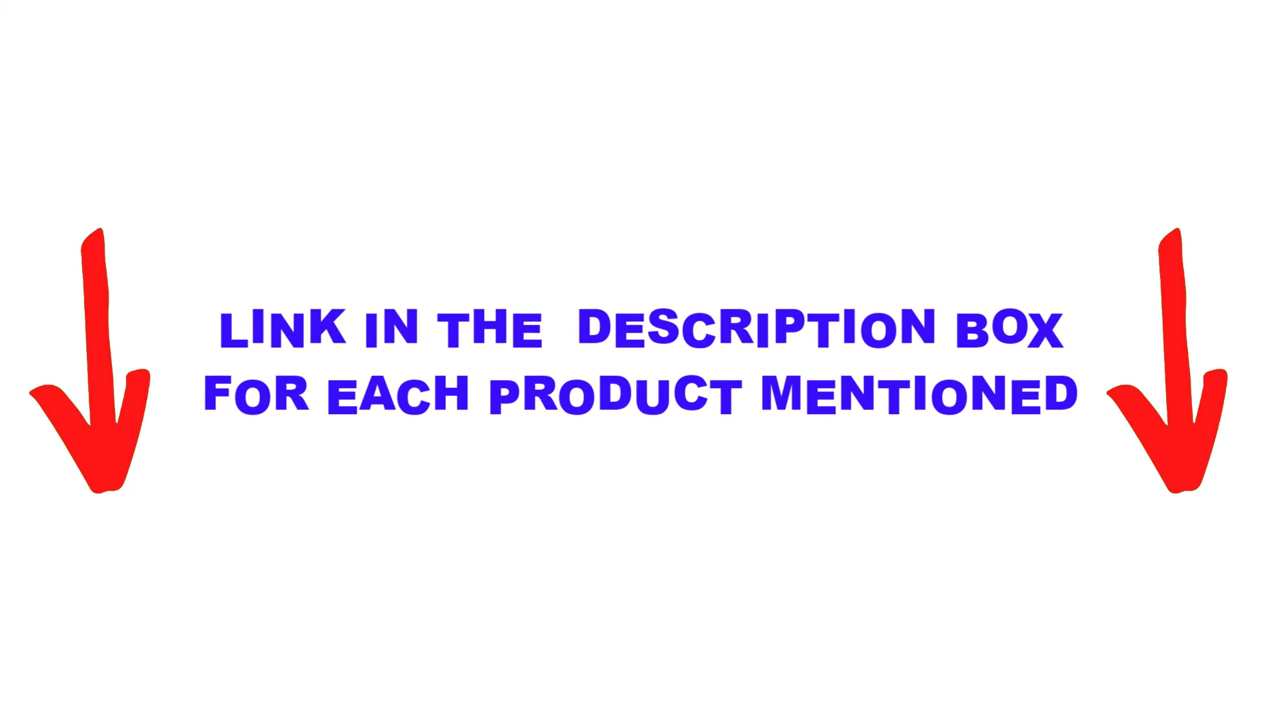 LINK IN THE DESCRIPTION BOX
FOR EACH PRODUCT MENTIONED